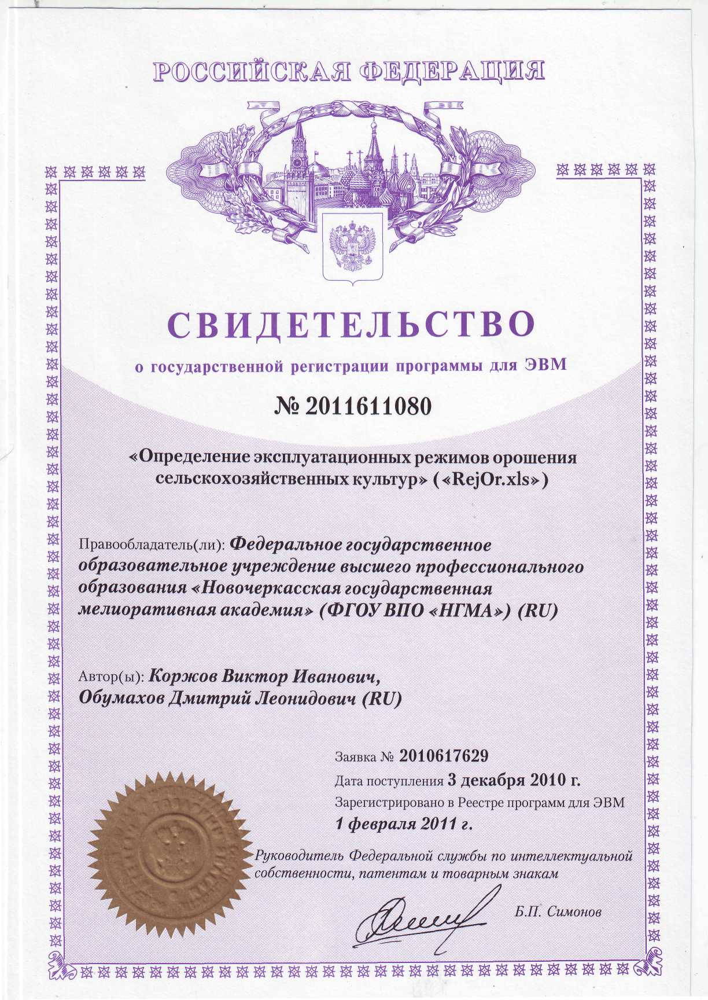 РОССИЙСКАЯ ФЕДЕРАЦИЯ
СВИДЕТЕЛЬСТВО
о государственной регистрации программы для ЭВМ
№ 2011611080
«Определение эксплуатационных режимов орошения
сельскохозяйственных культур» («RejOr.xls»)
Правообладатель(ли): Федеральное государственное
образовательное учреждение высшего профессионального
образования «Новочеркасская государственная
мелиоративная академия» (ФГОУ ВПО «НГМА») (RU)
Автор(ы): Коржов Виктор Иванович,
Обумахов Дмитрий Леонидович (RU)
Заявка № 2010617629
Дата поступления 3 декабря 2010 г.
Зарегистрировано в Реестре программ для ЭВМ
1 февраля 2011 г.
Руководитель Федеральной службы по интеллектуальной
собственности, патентам и товарным знакам
Б.П. Симонов